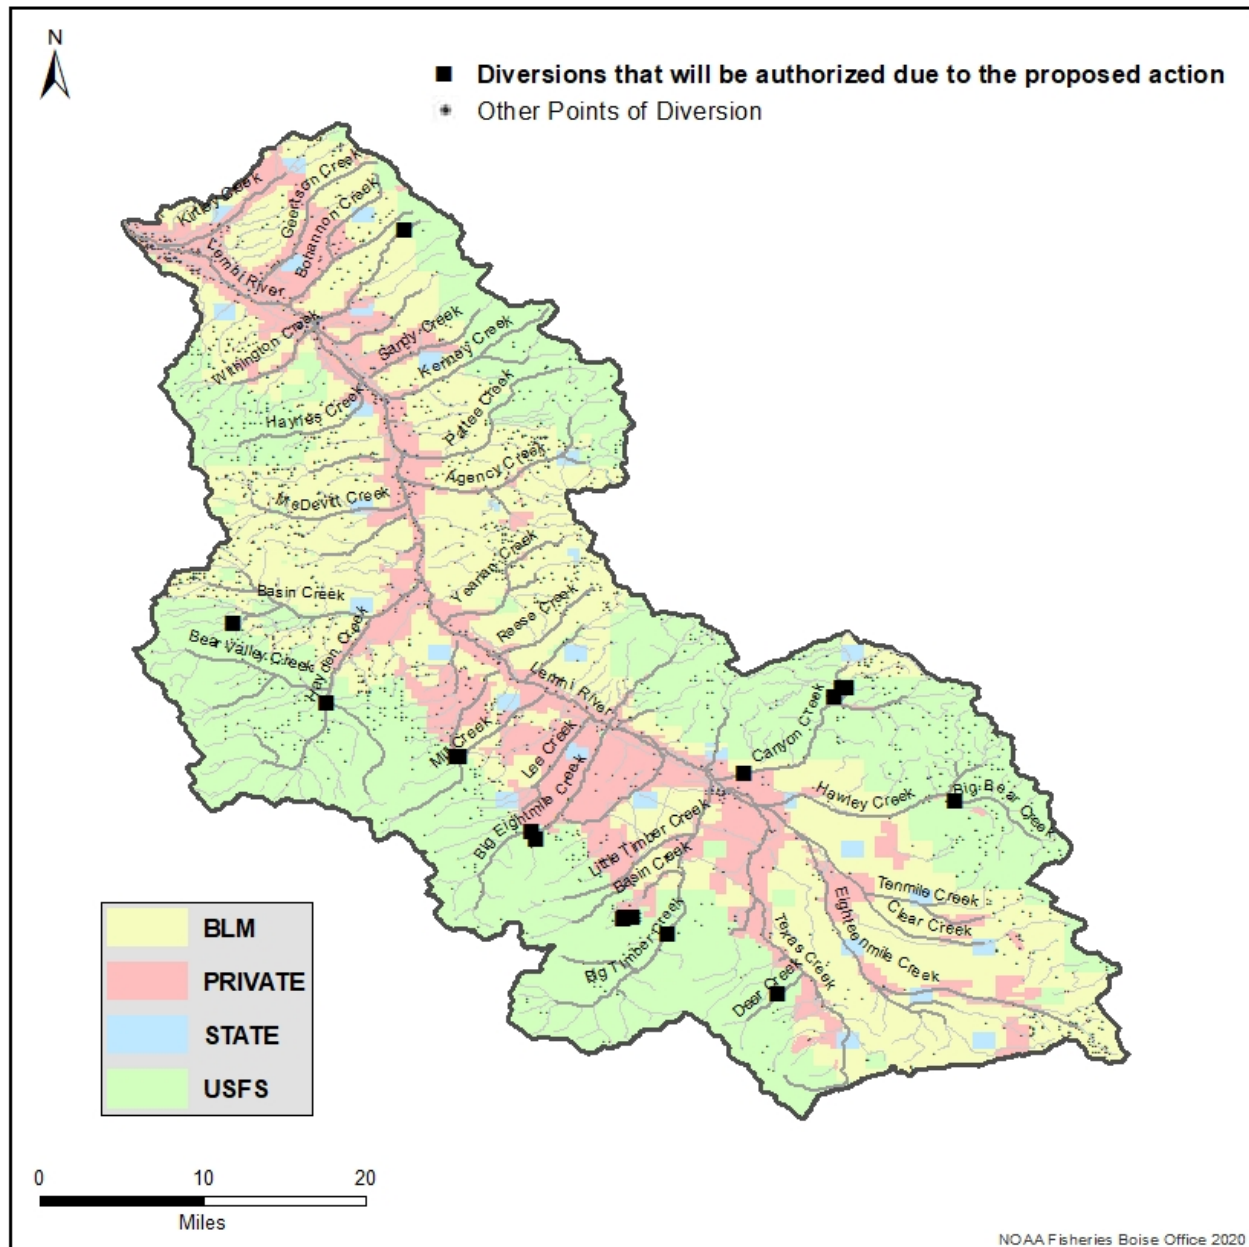 N
Diversions that will be authorized due to the proposed action
Other Points of Diversion
Kirtley Creek
Geertson Creek
Bohannon Creek
Lemhi River
Withington Creek
Sandy Creek
Kenney Creek
Haynes Creek
Pattee Creek
Agency Creek
McDevitt Creek
Yearian Creek
Basin Creek
Reese Creek
Bear Valley Creek
Hayden Creek
Lemhi River
Mill Creek
Lee Creek
Canyon Creek
Big Eightmile Creek
Hawley Creek
Big Bear Creek
Little Timber Creek
Basin Creek
Tenmile Creek
Clear Creek
Eighteenmile Creek
Texas Creek
Big Timber Creek
Deer Creek
BLM
PRIVATE
STATE
USFS
0 10 20
Miles
NOAA Fisheries Boise Office 2020